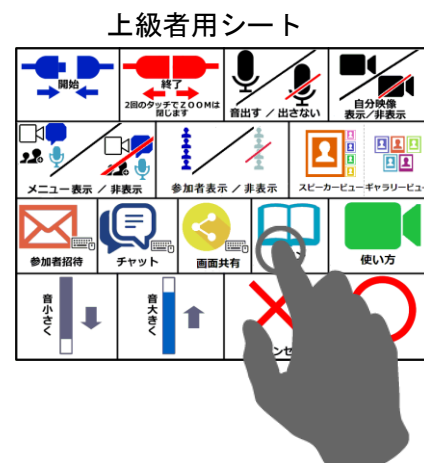 上級者用シート
開始
終了
2回のタッチでZOOMは
閉じます
音出す / 出さない
自分映像
表示/非表示
メニュー表示 / 非表示
参加者表示 / 非表示
スピーカービュー
ギャラリービュー
参加者招待
チャット
画面共有
使い方
音小さく
音大きく